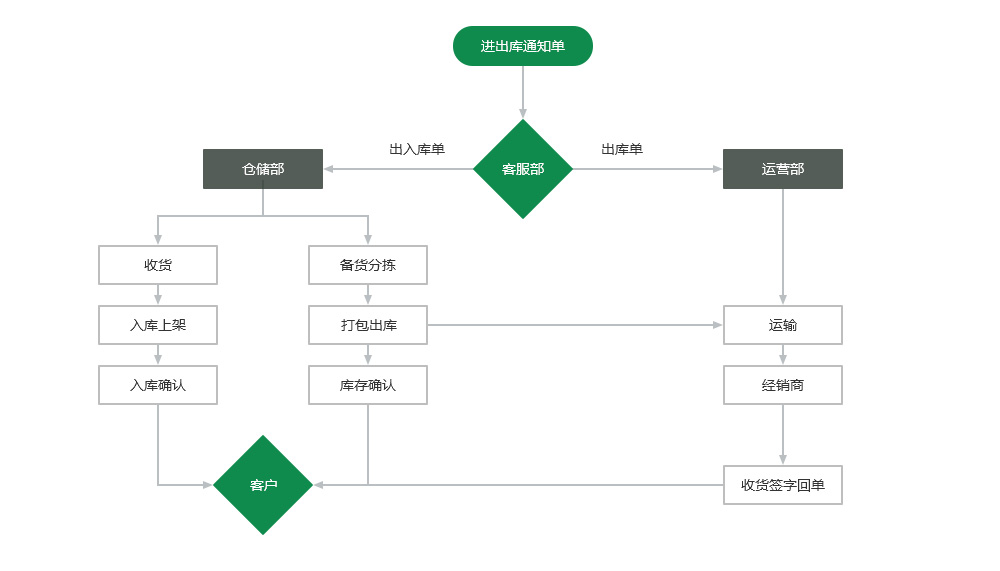 进出库通知单
出入库单
出库单
仓储部
客服部
运营部
收货
备货分拣
入库上架
打包出库
运输
入库确认
库存确认
经销商
客户
收货签字回单